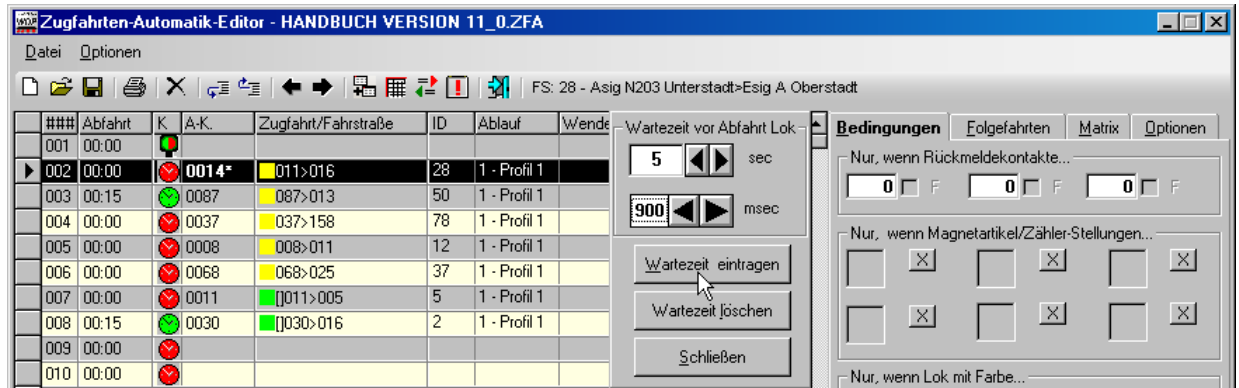 Zugfahrten-Automatik-Editor - HANDBUCH VERSION 11_0.ZFA
Datei Optionen
FS: 28 - Asig N203 Unterstadt>Esig A Oberstadt
### Abfahrt K A-K. Zugfahrt/Fahrstraße ID Ablauf Wende
001 00:00
002 00:00 0014* 011>016 28 1 - Profil 1
003 00:15 0087 087>013 50 1 - Profil 1
004 00:00 0037 037>158 78 1 - Profil 1
005 00:00 0008 008>011 12 1 - Profil 1
006 00:00 0068 068>025 37 1 - Profil 1
007 00:00 0011 []011>005 5 1 - Profil 1
008 00:15 0030 []030>016 2 1 - Profil 1
009 00:00
010 00:00
Wartezeit vor Abfahrt Lok
5 sec
900 msec
Wartezeit eintragen
Wartezeit löschen
Schließen
Bedingungen Folgefahrten Matrix Optionen
Nur, wenn Rückmeldekontakte...
0 F 0 F 0 F
Nur, wenn Magnetartikel/Zähler-Stellungen...
X X X
X X X
Nur, wenn Lok mit Farbe...